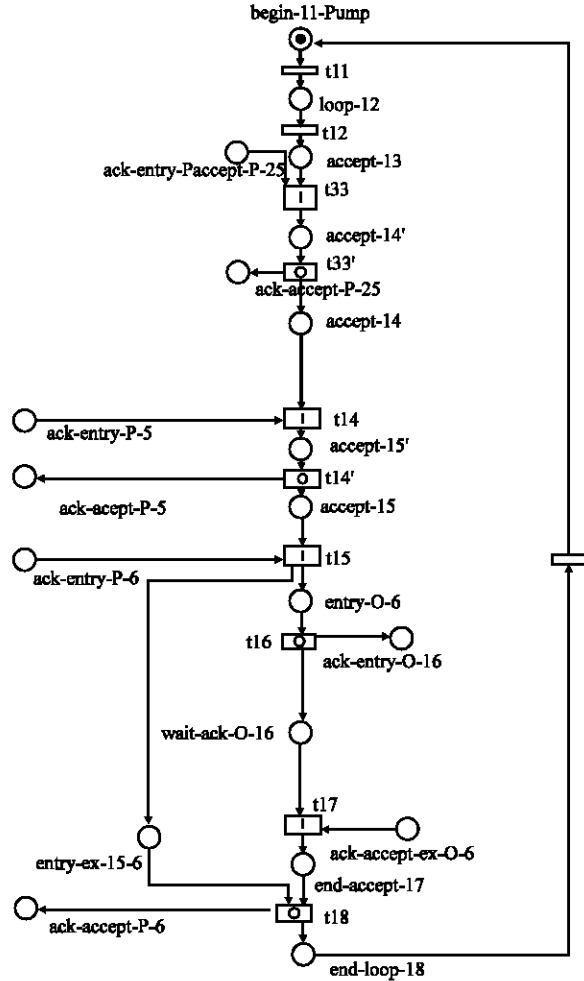 begin-11-Pump
t11
loop-12
t12
accept-13
ack-entry-Paccept-P-25
t33
accept-14'
t33'
ack-accept-P-25
accept-14
t14
ack-entry-P-5
accept-15'
t14'
ack-acept-P-5
accept-15
t15
ack-entry-P-6
entry-O-6
t16
ack-entry-O-16
wait-ack-O-16
t17
ack-accept-ex-O-6
entry-ex-15-6
end-accept-17
ack-accept-P-6
t18
end-loop-18